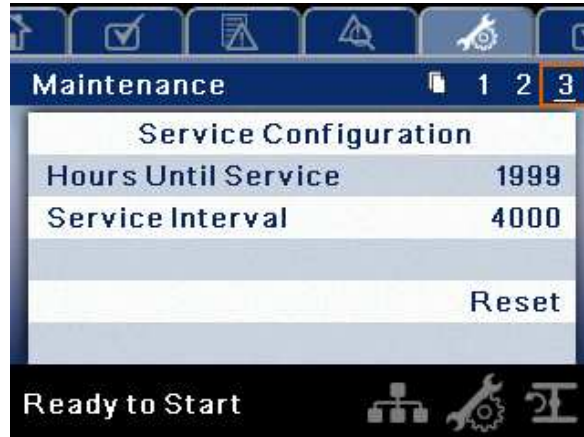 Maintenance 1 2 3
Service Configuration
Hours Until Service 1999
Service Interval 4000
Reset
Ready to Start